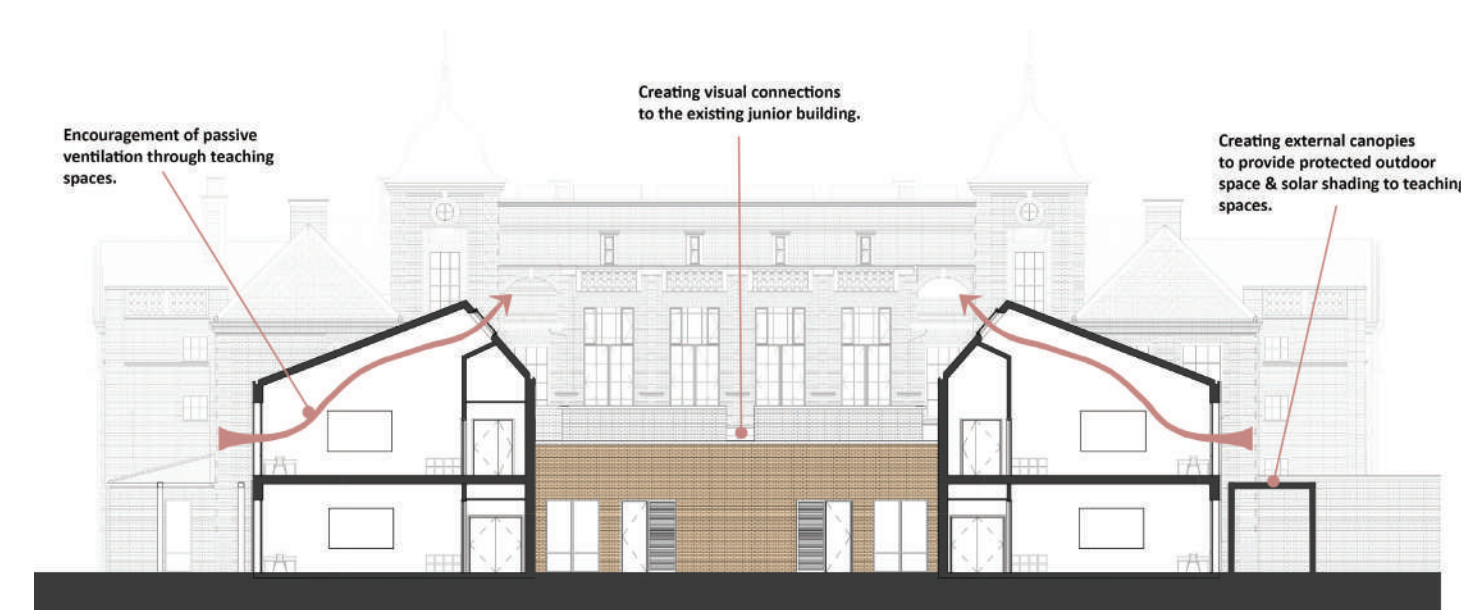 Encouragement of passive
ventilation through teaching
spaces.
Creating visual connections
to the existing junior building.
Creating external canopies
to provide protected outdoor
space & solar shading to teaching
spaces.